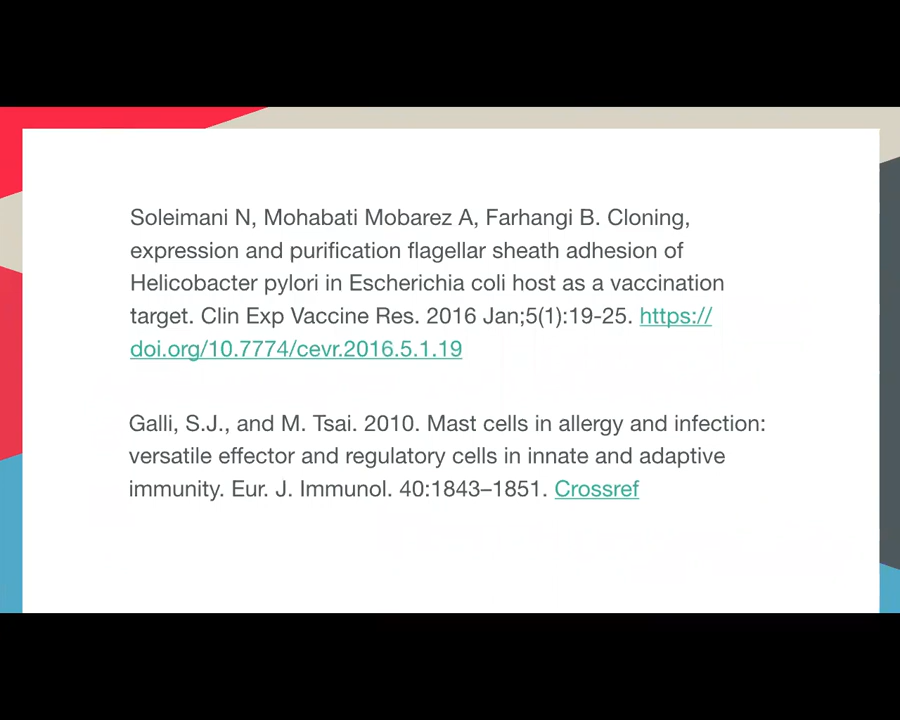 Soleimani N, Mohabati Mobarez A, Farhangi B. Cloning,
expression and purification flagellar sheath adhesion of
Helicobacter pylori in Escherichia coli host as a vaccination
target. Clin Exp Vaccine Res. 2016 Jan;5(1):19-25. https://
doi.org/10.7774/cevr.2016.5.1.19
Galli, S.J., and M. Tsai. 2010. Mast cells in allergy and infection:
versatile effector and regulatory cells in innate and adaptive
immunity. Eur. J. Immunol. 40:1843–1851. Crossref